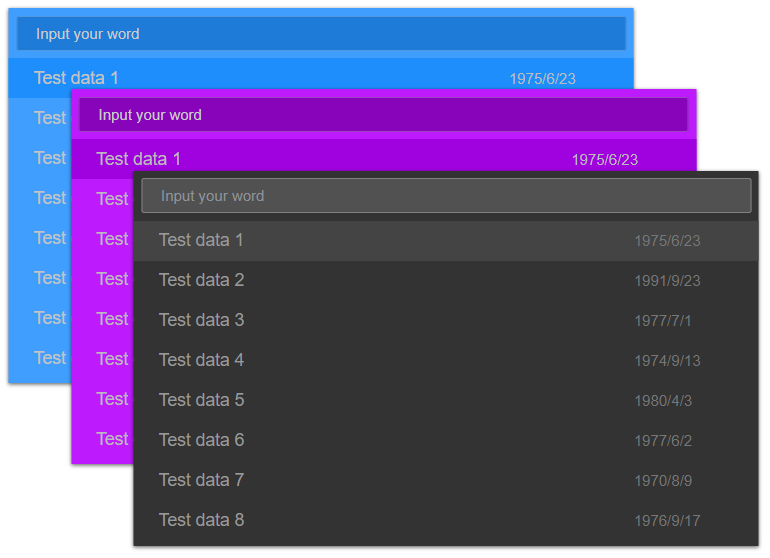 Input your word
Test data 1 1975/6/23
Test
Test
Test
Test
Test
Test
Test
Input your word
Test data 1 1975/6/23
Test
Test
Test
Test
Test
Test
Test
Input your word
Test data 1 1975/6/23
Test data 2 1991/9/23
Test data 3 1977/7/1
Test data 4 1974/9/13
Test data 5 1980/4/3
Test data 6 1977/6/2
Test data 7 1970/8/9
Test data 8 1976/9/17